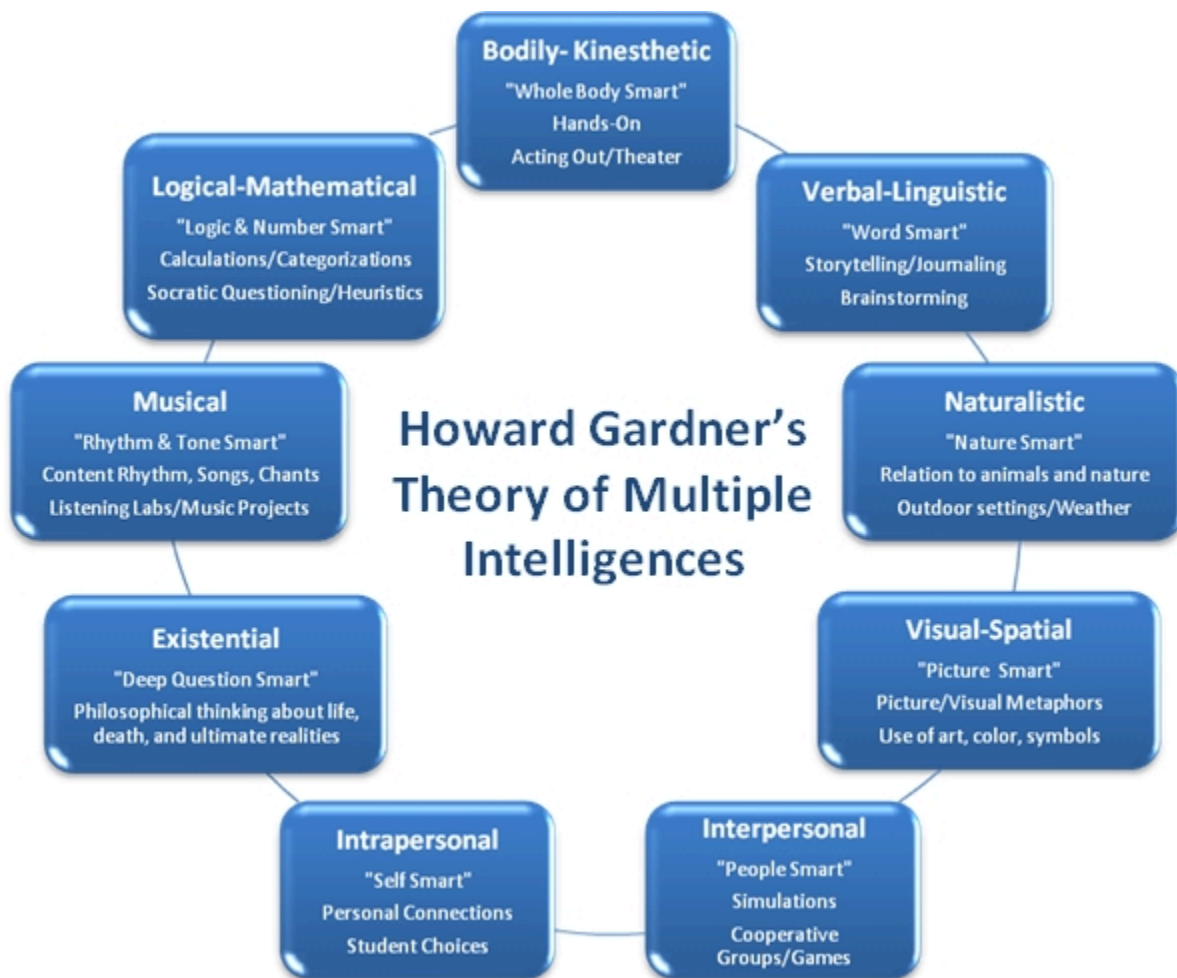 Bodily- Kinesthetic
"Whole Body Smart"
Hands-On
Acting Out/Theater
Verbal-Linguistic
"Word Smart"
Storytelling/Journaling
Brainstorming
Naturalistic
"Nature Smart"
Relation to animals and nature
Outdoor settings/Weather
Visual-Spatial
"Picture Smart"
Picture/Visual Metaphors
Use of art, color, symbols
Interpersonal
"People Smart"
Simulations
Cooperative
Groups/Games
Intrapersonal
"Self Smart"
Personal Connections
Student Choices
Existential
"Deep Question Smart"
Philosophical thinking about life,
death, and ultimate realities
Musical
"Rhythm & Tone Smart"
Content Rhythm, Songs, Chants
Listening Labs/Music Projects
Logical-Mathematical
"Logic & Number Smart"
Calculations/Categorizations
Socratic Questioning/Heuristics
Howard Gardner’s
Theory of Multiple
Intelligences